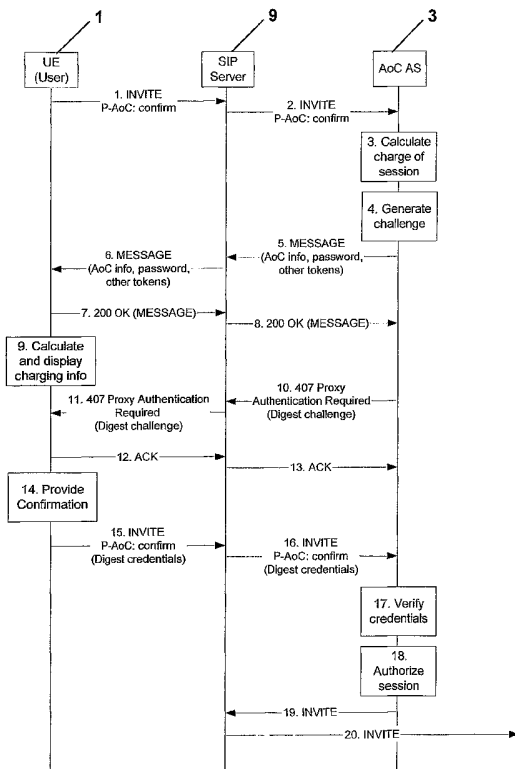 1
9
3
UE
(User)
SIP
Server
AoC AS
1. INVITE
P-AoC: confirm
2. INVITE
P-AoC: confirm
3. Calculate
charge of
session
4. Generate
challenge
5. MESSAGE
(AoC info, password,
other tokens)
6. MESSAGE
(AoC info, password,
other tokens)
7. 200 OK (MESSAGE)
8. 200 OK (MESSAGE)
9. Calculate
and display
charging info
10. 407 Proxy
Authentication Required
(Digest challenge)
11. 407 Proxy Authentication
Required
(Digest challenge)
12. ACK
13. ACK
14. Provide
Confirmation
15. INVITE
P-AoC: confirm
(Digest credentials)
16. INVITE
P-AoC: confirm
(Digest credentials)
17. Verify
credentials
18.
Authorize
session
19. INVITE
20. INVITE